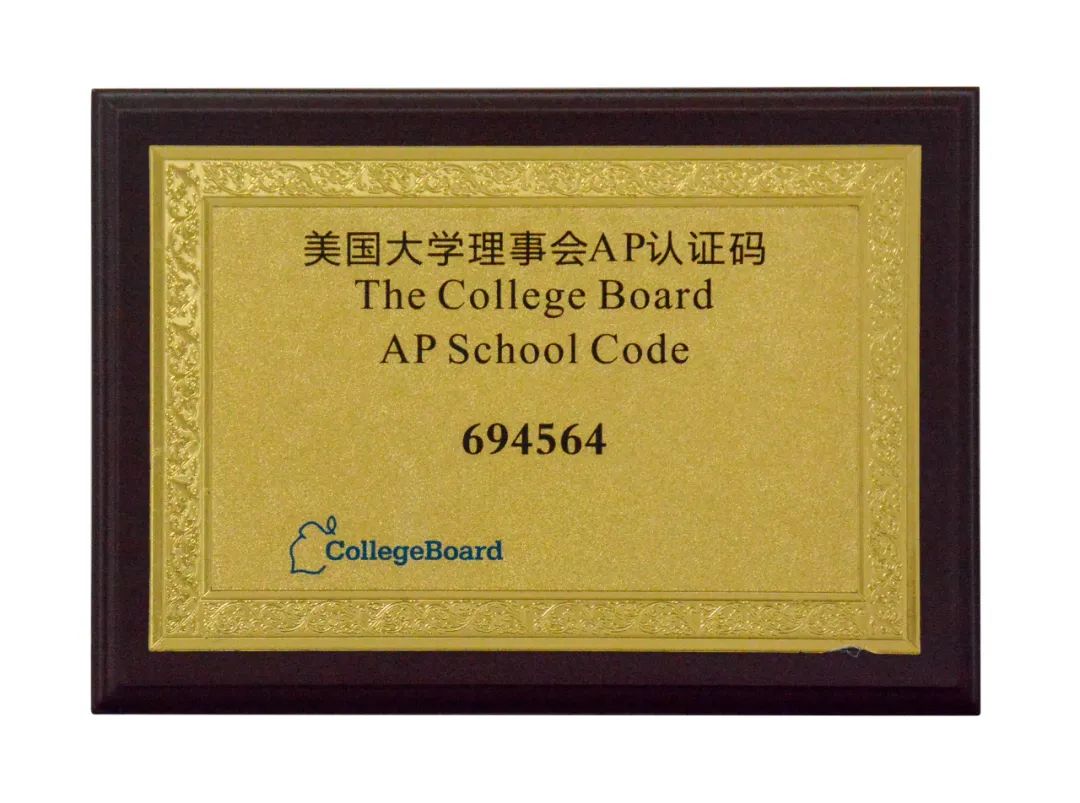 美国大学理事会AP认证码
The College Board
AP School Code
694564
CollegeBoard